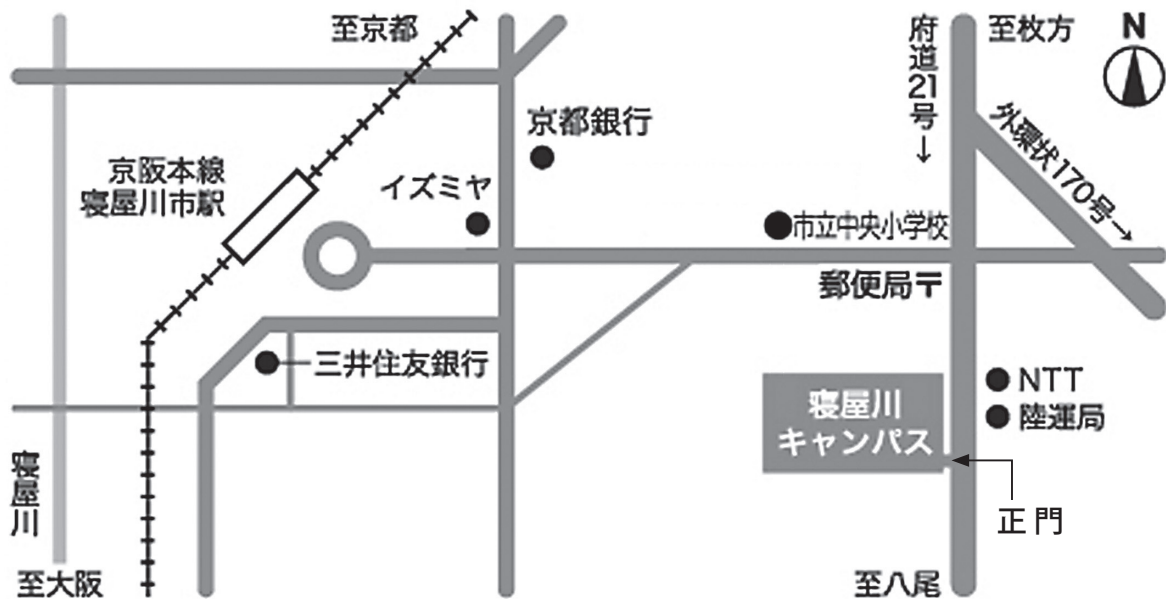 至京都
府道21号→
至枚方
N
京都銀行
外環状170号→
京阪本線
寝屋川市駅
イズミヤ
市立中央小学校
郵便局〒
三井住友銀行
NTT
陸運局
寝屋川
キャンパス
寝屋川
正門
至大阪
至八尾